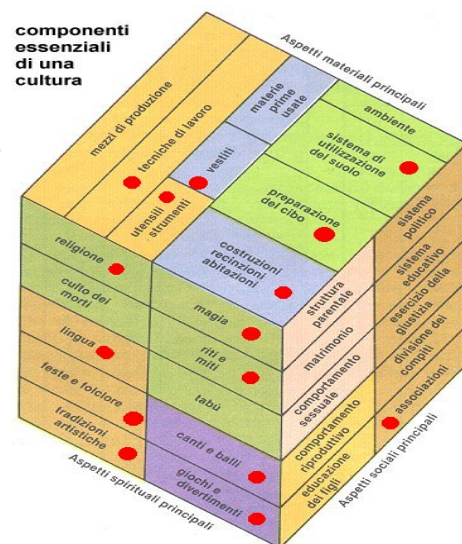 componenti
essenziali
di una
cultura
Aspetti materiali principali
mezzi di produzione
tecniche di lavoro
utensili
strumenti
vestiti
materie
prime
usate
ambiente
sistema di
utilizzazione
del suolo
preparazione
del cibo
costruzioni
recinzioni
abitazioni
religione
culto dei
morti
lingua
feste e folclore
tradizioni
artistiche
magia
riti e
miti
tabù
canti e balli
giochi e
divertimenti
Aspetti spirituali principali
struttura
parentale
matrimonio
comportamento
sessuale
comportamento
riproduttivo
educazione
dei figli
sistema
politico
sistema
educativo
esercizio della
giustizia
divisione dei
compiti
associazioni
Aspetti sociali principali